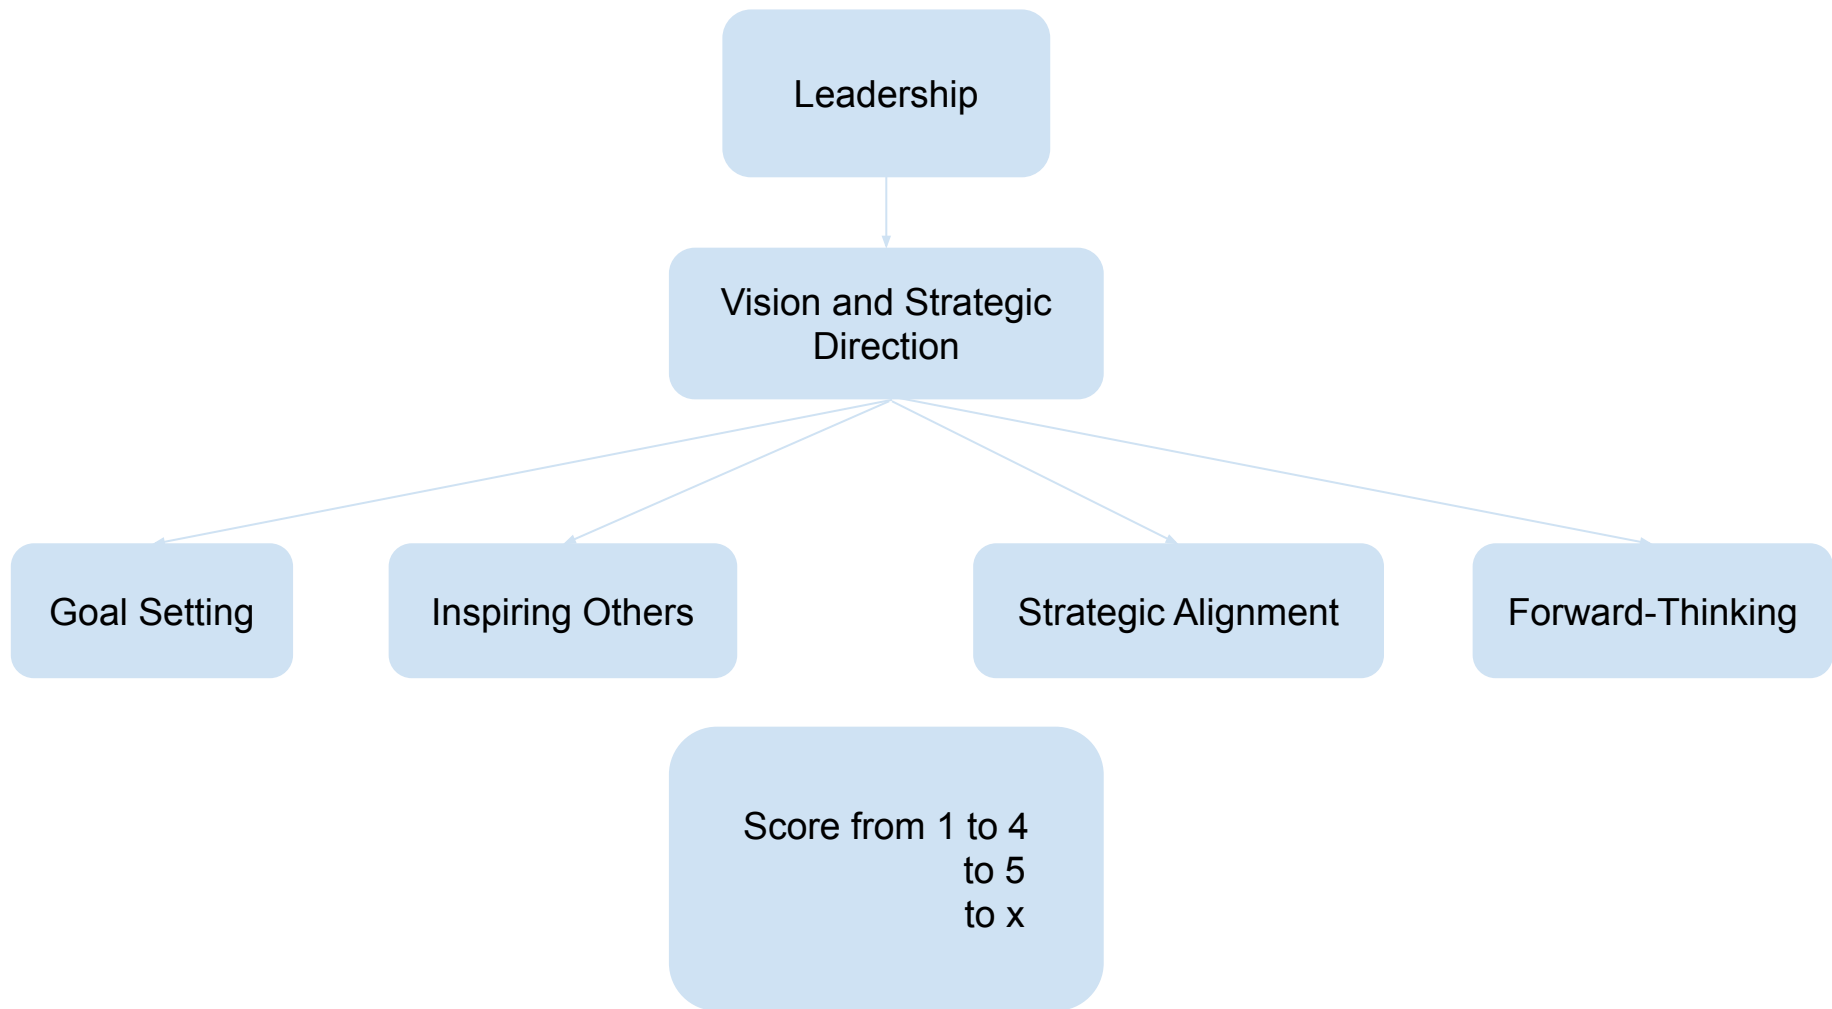 Leadership
Vision and Strategic
Direction
Goal Setting
Inspiring Others
Strategic Alignment
Forward-Thinking
Score from 1 to 4
to 5
to x